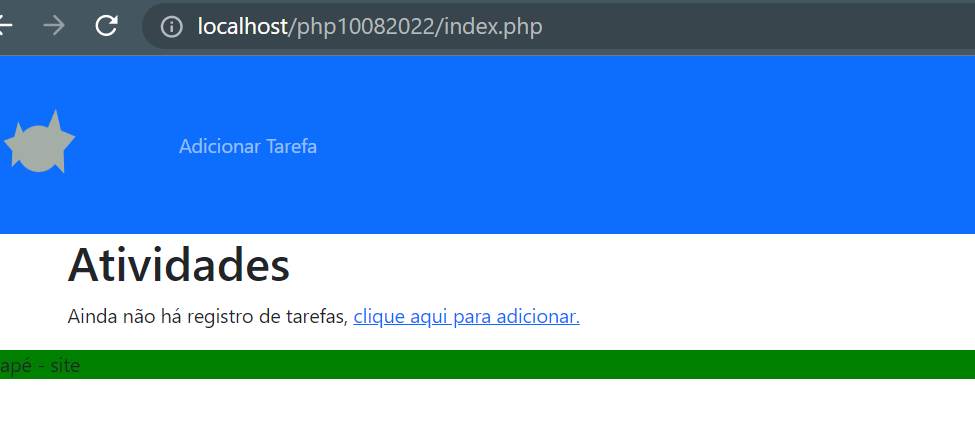 localhost/php10082022/index.php
Adicionar Tarefa
Atividades
Ainda não há registro de tarefas, clique aqui para adicionar.
apé - site